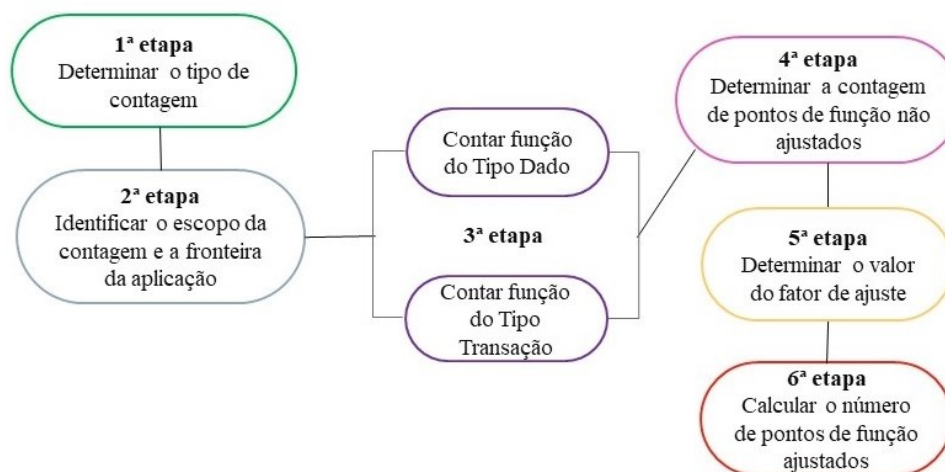 1ª etapa
Determinar o tipo de
contagem
2ª etapa
Identificar o escopo da
contagem e a fronteira
da aplicação
Contar função
do Tipo Dado
3ª etapa
Contar função
do Tipo
Transação
4ª etapa
Determinar a contagem
de pontos de função não
ajustados
5ª etapa
Determinar o valor
do fator de ajuste
6ª etapa
Calcular o número
de pontos de função
ajustados